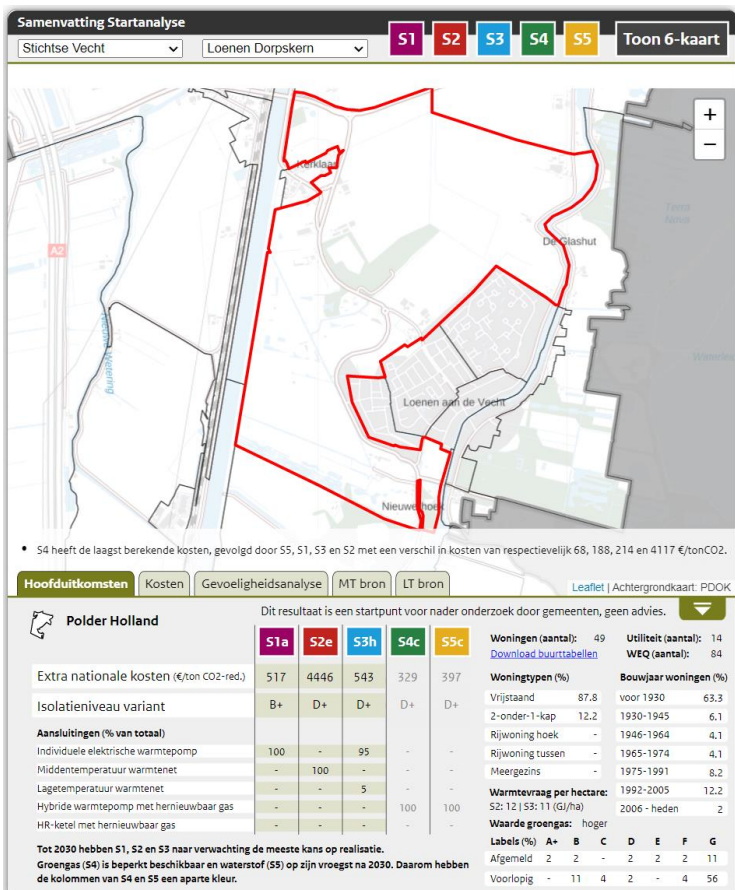 Samenvatting Startanalyse
Stichtse Vecht Loenen Dorpskern S1 S2 S3 S4 S5 Toon 6-kaart
+
−
Kerklaan
A2
De Glashut
Nieuwe Wetering
Loenen aan de Vecht
Nieuwerhoek
• S4 heeft de laagst berekende kosten, gevolgd door S5, S1, S3 en S2 met een verschil in kosten van respectievelijk 68, 188, 214 en 4117 €/tonCO2.
Hoofduitkomsten Kosten Gevoeligheidsanalyse MT bron LT bron Leaflet | Achtergrondkaart: PDOK
Polder Holland
Dit resultaat is een startpunt voor nader onderzoek door gemeenten, geen advies.
S1a S2e S3h S4c S5c
Extra nationale kosten (€/ton CO2-red.) 517 4446 543 329 397
Isolatieniveau variant B+ D+ D+ D+ D+
Aansluitingen (% van totaal)
Individuele elektrische warmtepomp 100 - 95 - -
Middentemperatuur warmtenet - 100 - - -
Lagetemperatuur warmtenet - - 5 - -
Hybride warmtepomp met hernieuwbaar gas - - - 100 100
HR-ketel met hernieuwbaar gas - - - - -
Tot 2030 hebben S1, S2 en S3 naar verwachting de meeste kans op realisatie.
Groengas (S4) is beperkt beschikbaar en waterstof (S5) op zijn vroegst na 2030. Daarom hebben
de kolommen van S4 en S5 een aparte kleur.
Woningen (aantal): 49 Utiliteit (aantal): 14
Download buurttabellen WEQ (aantal): 84
Woningtypen (%)
Vrijstaand 87.8
2-onder-1-kap 12.2
Rijwoning hoek -
Rijwoning tussen -
Meergezins -
Bouwjaar woningen (%)
voor 1930 63.3
1930-1945 6.1
1946-1964 4.1
1965-1974 4.1
1975-1991 8.2
1992-2005 12.2
2006 - heden 2
Warmtevraag per hectare:
S2: 12 | S3: 11 (GJ/ha)
Waarde groengas: hoger
Labels (%) A+ B C D E F G
Afgemeld 2 2 - 2 2 2 11
Voorlopig - 11 4 2 - 4 56